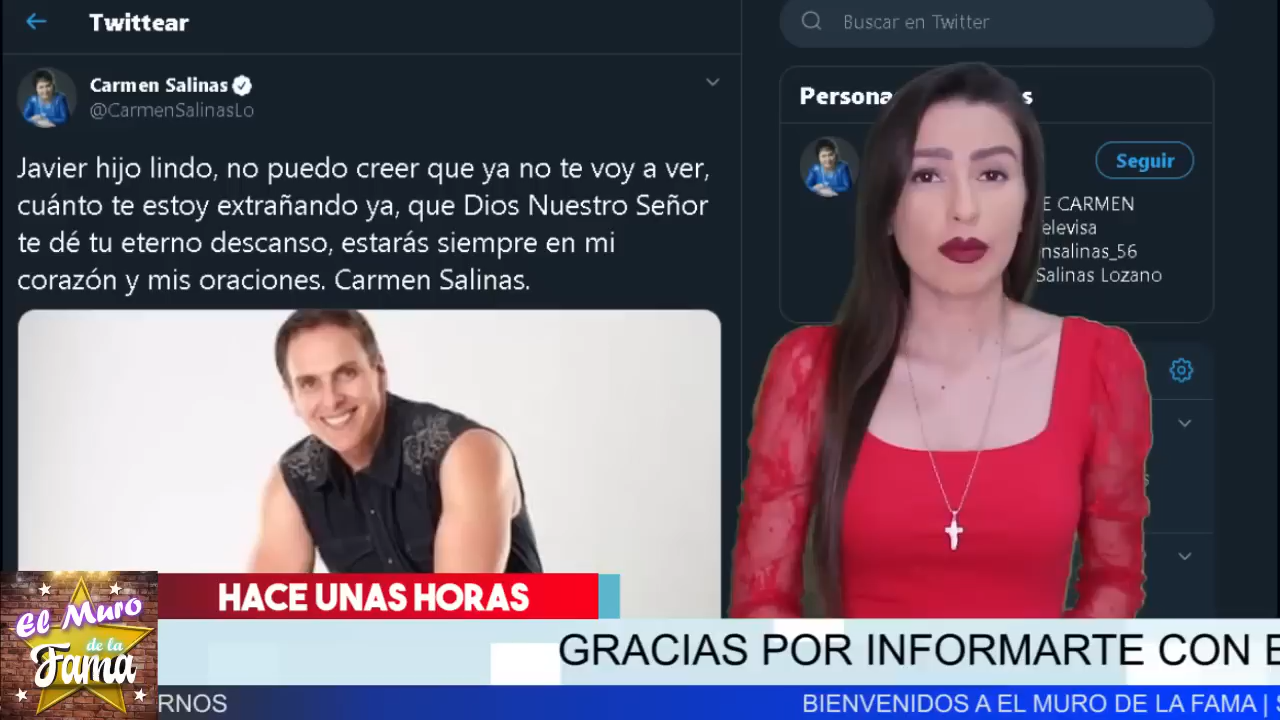 Twittear
Buscar en Twitter
Carmen Salinas
@CarmenSalinasLo
Javier hijo lindo, no puedo creer que ya no te voy a ver,
cuánto te estoy extrañando ya, que Dios Nuestro Señor
te dé tu eterno descanso, estarás siempre en mi
corazón y mis oraciones. Carmen Salinas.
Seguir
E CARMEN
elevisa
nsalinas_56
Salinas Lozano
HACE UNAS HORAS
El Muro
de la
Fama
GRACIAS POR INFORMARTE CON E
RNOS
BIENVENIDOS A EL MURO DE LA FAMA |